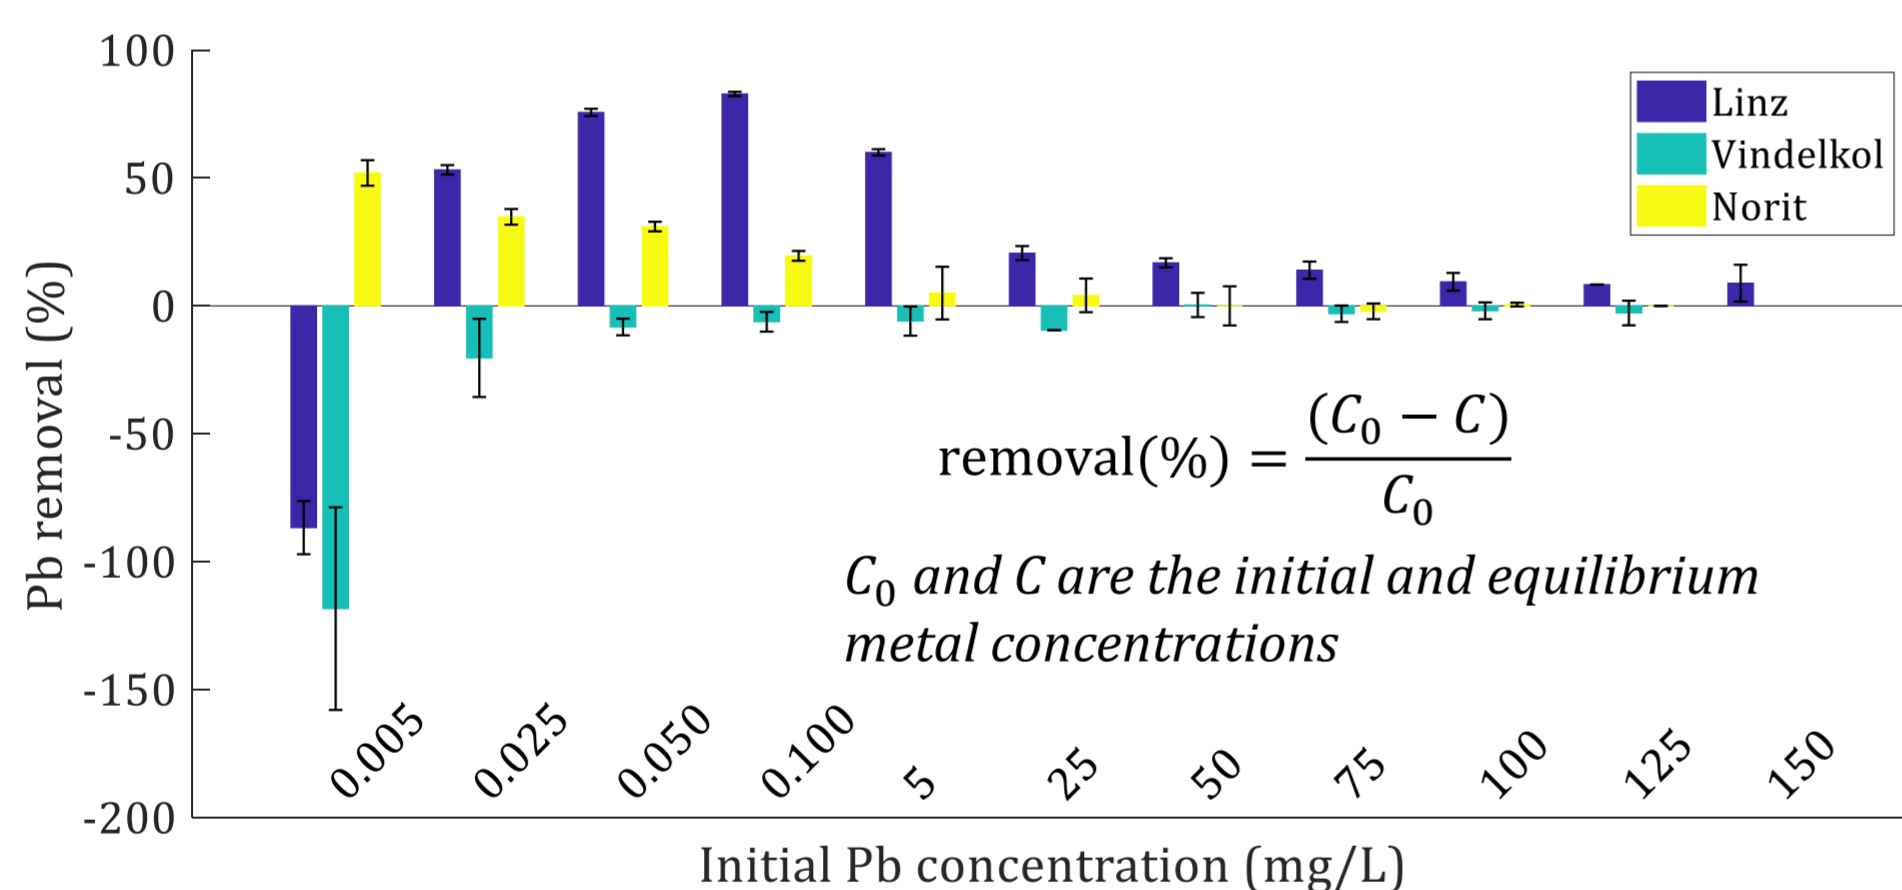 100
50
0
-50
-100
-150
-200
Pb removal (%)
Linz
Vindelkol
Norit
removal(%) = (C₀ − C) / C₀
C₀ and C are the initial and equilibrium
metal concentrations
0.005 0.025 0.050 0.100 5 25 50 75 100 125 150
Initial Pb concentration (mg/L)